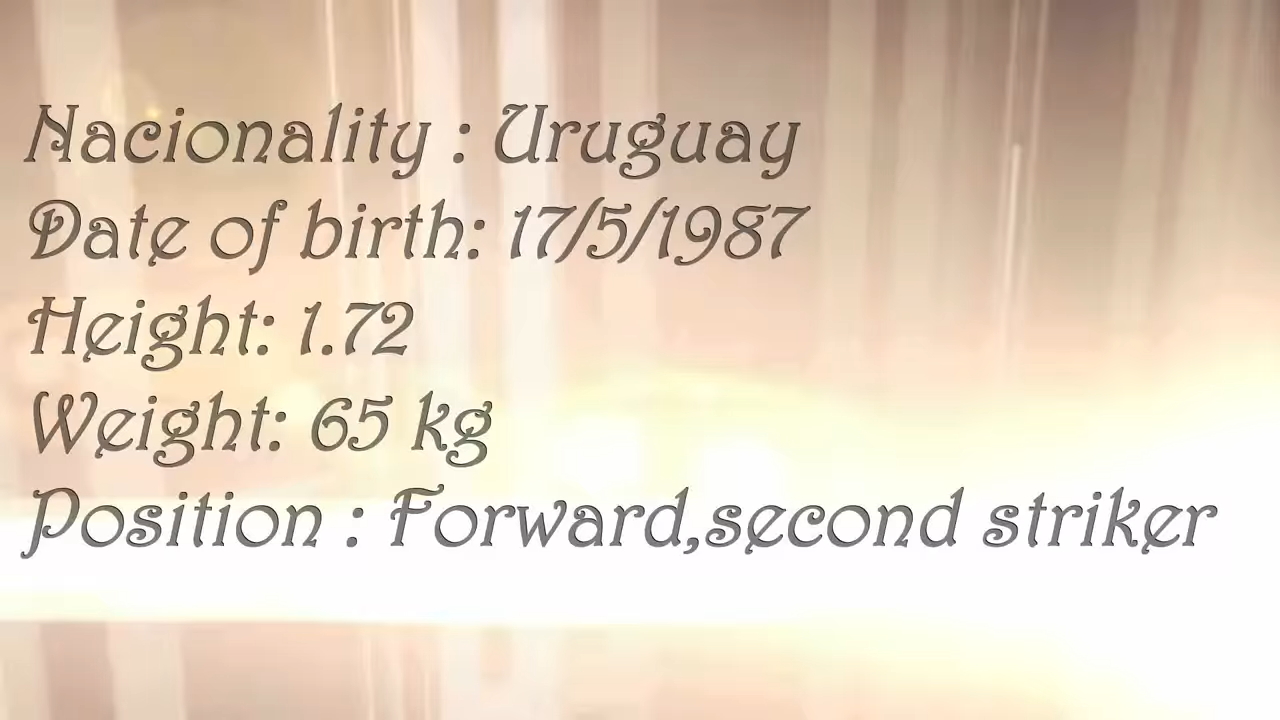 Nacionality : Uruguay
Date of birth: 17/5/1987
Height: 1.72
Weight: 65 kg
Position : Forward,second striker